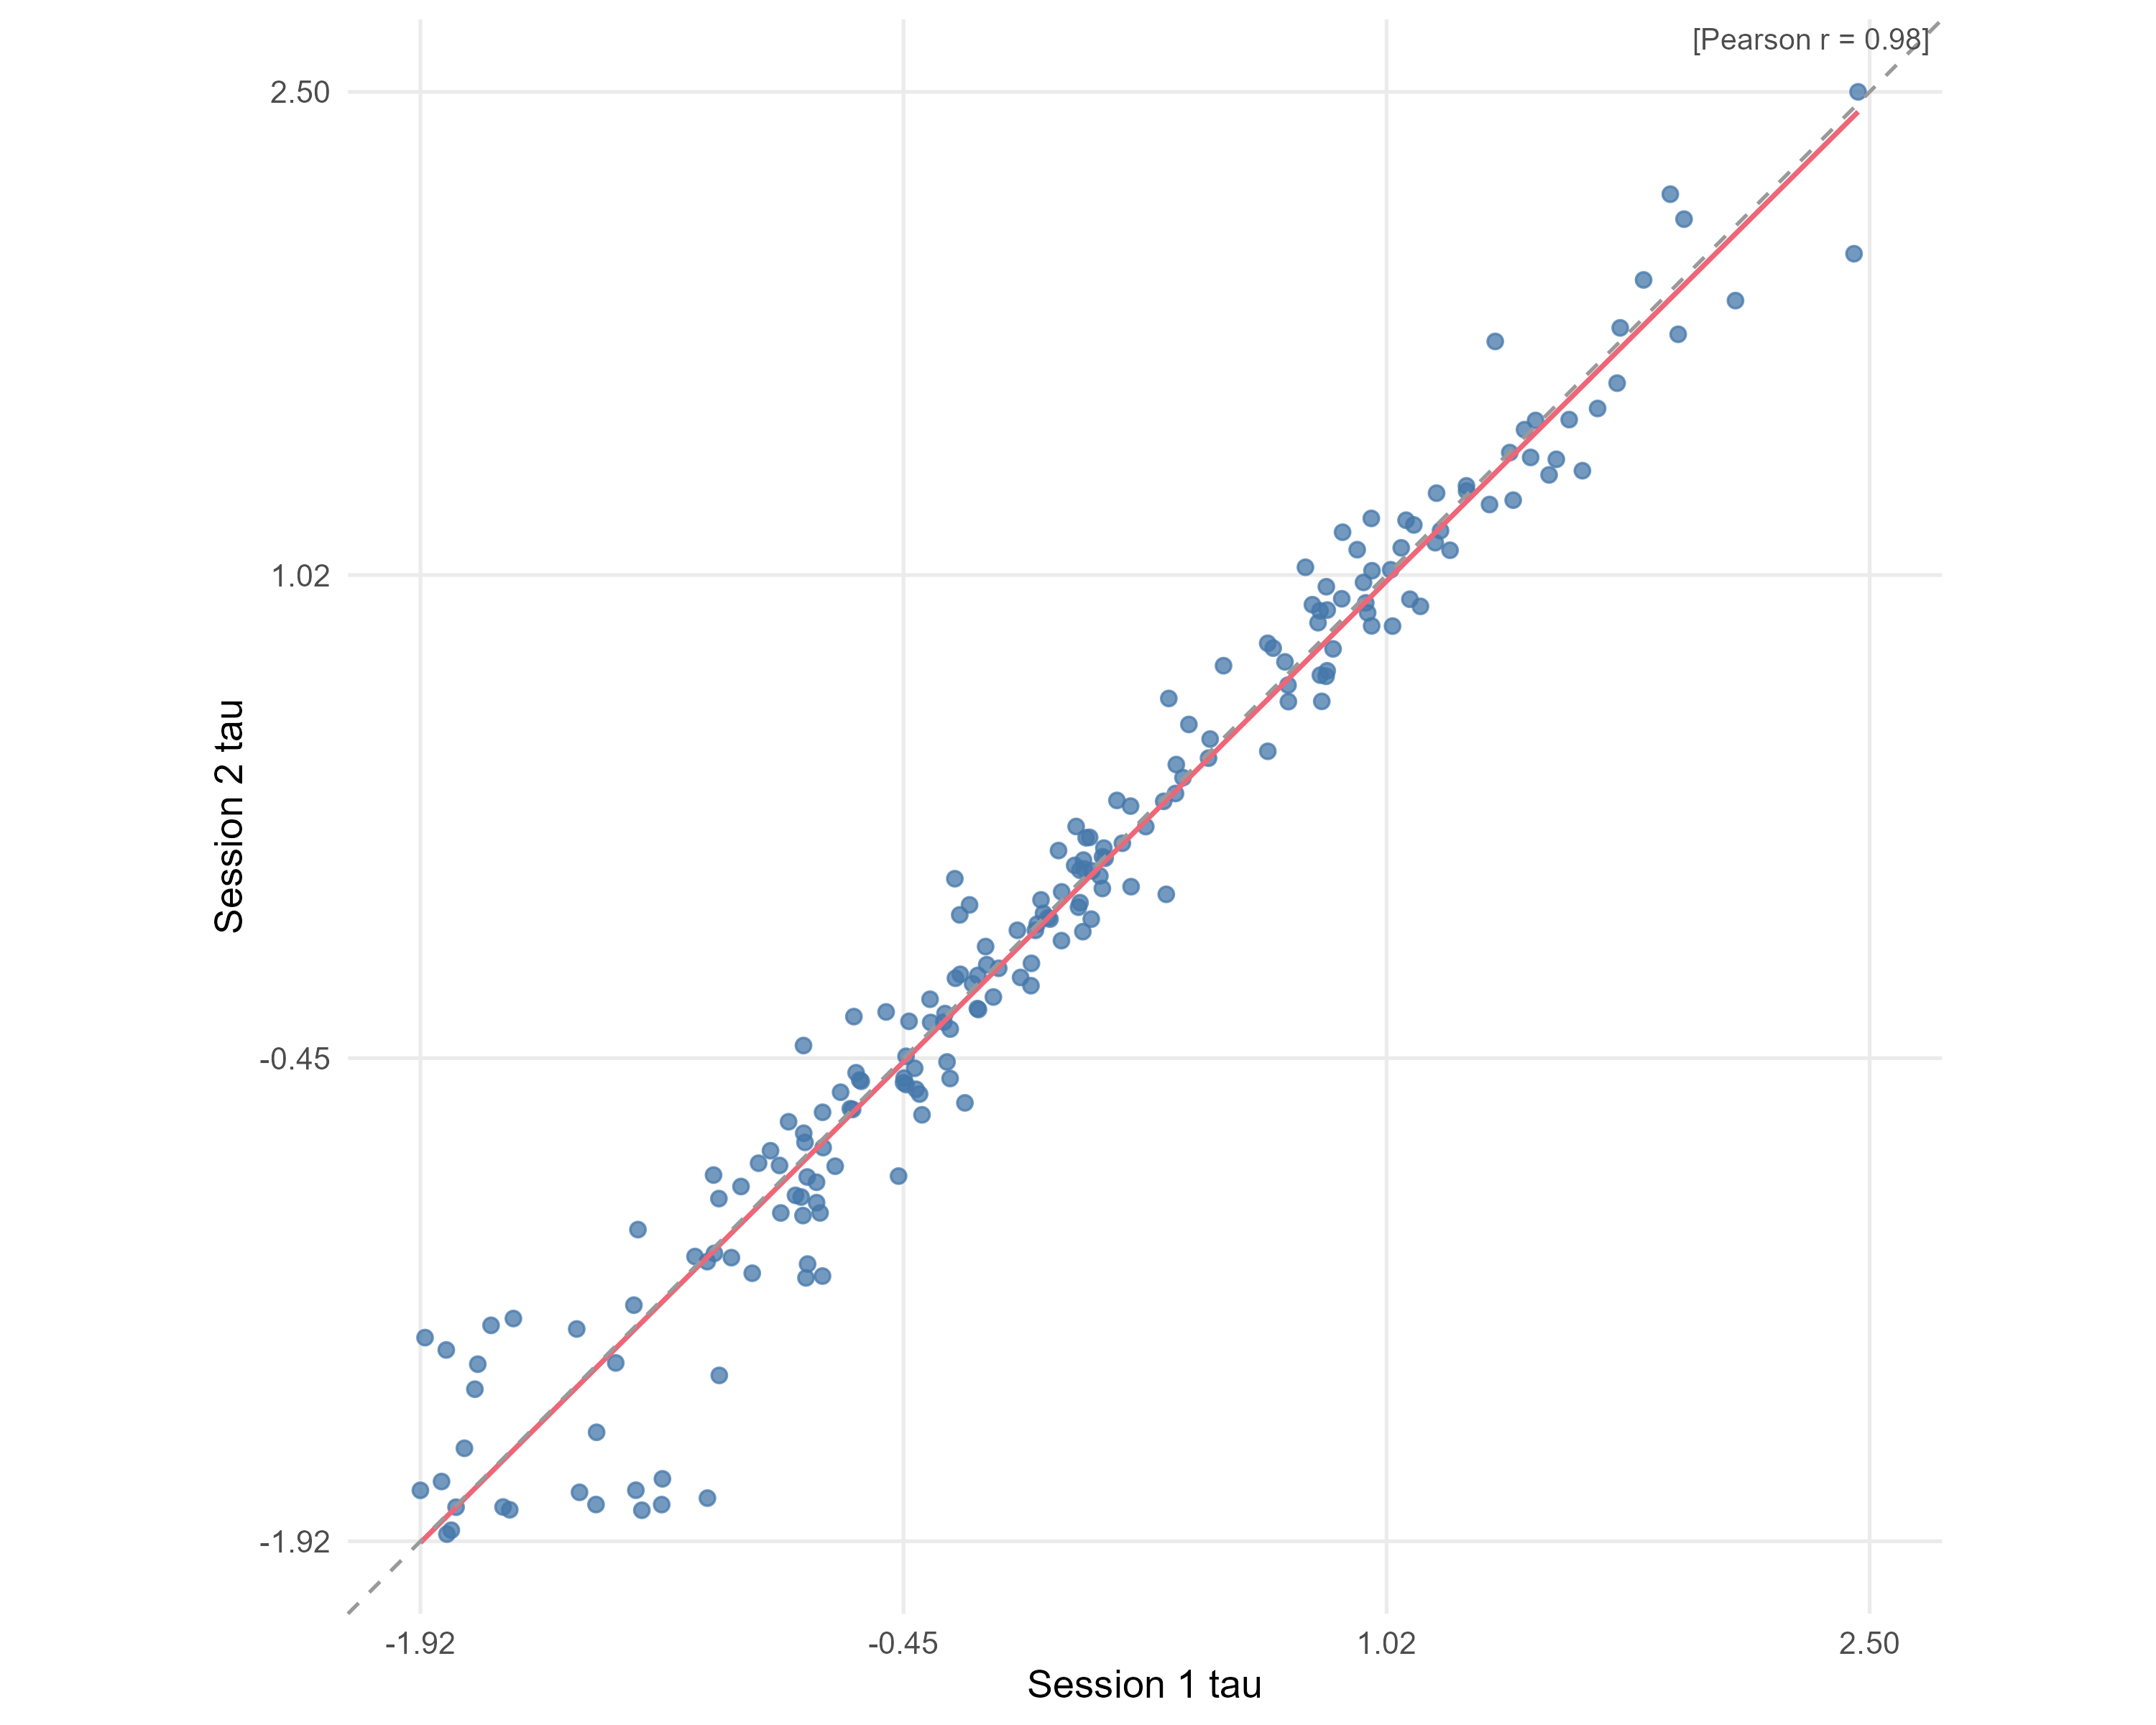 [Pearson r = 0.98]
2.50
1.02
-0.45
-1.92
Session 2 tau
-1.92 -0.45 1.02 2.50
Session 1 tau